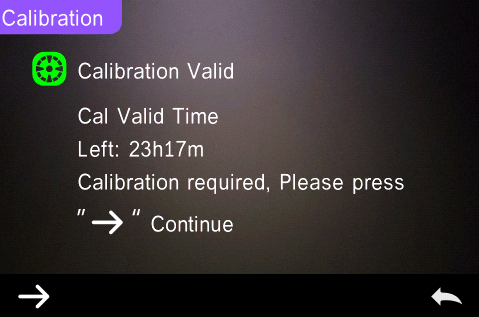 Calibration
Calibration Valid
Cal Valid Time
Left: 23h17m
Calibration required, Please press
"→" Continue